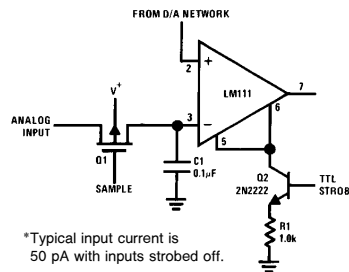 FROM D/A NETWORK
V+
2
+
LM111
7
ANALOG
INPUT
3
−
5
6
Q1
C1
0.1μF
Q2
2N2222
TTL
STROB
SAMPLE
R1
1.0k
*Typical input current is
50 pA with inputs strobed off.